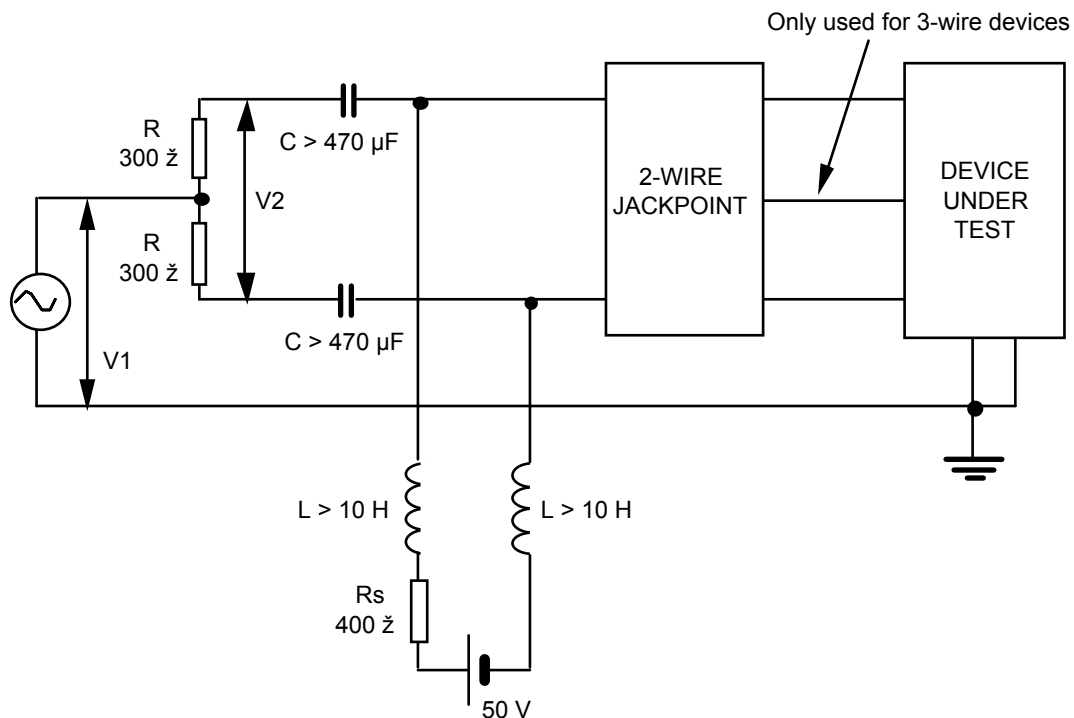 Only used for 3-wire devices
R
300 ž
C > 470 µF
V2
2-WIRE
JACKPOINT
DEVICE
UNDER
TEST
R
300 ž
C > 470 µF
V1
L > 10 H
L > 10 H
Rs
400 ž
50 V